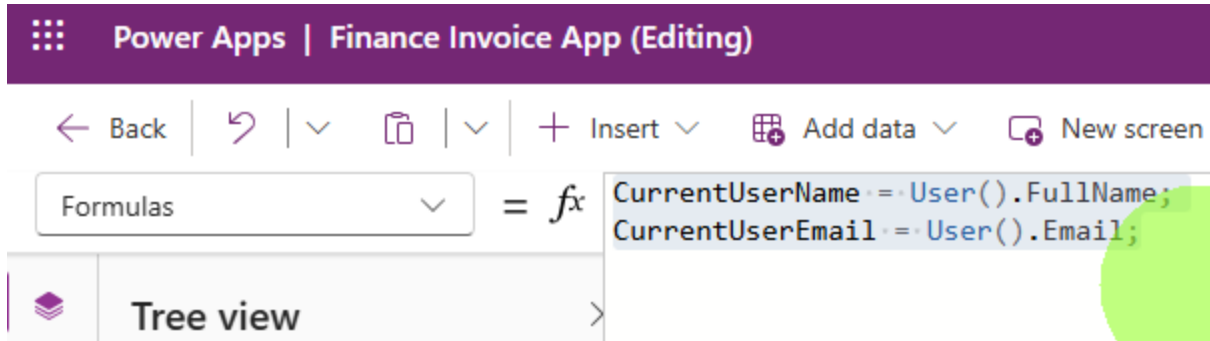 Power Apps | Finance Invoice App (Editing)
Back | | Insert Add data New screen
Formulas = fx CurrentUserName = User().FullName;
CurrentUserEmail = User().Email;
Tree view